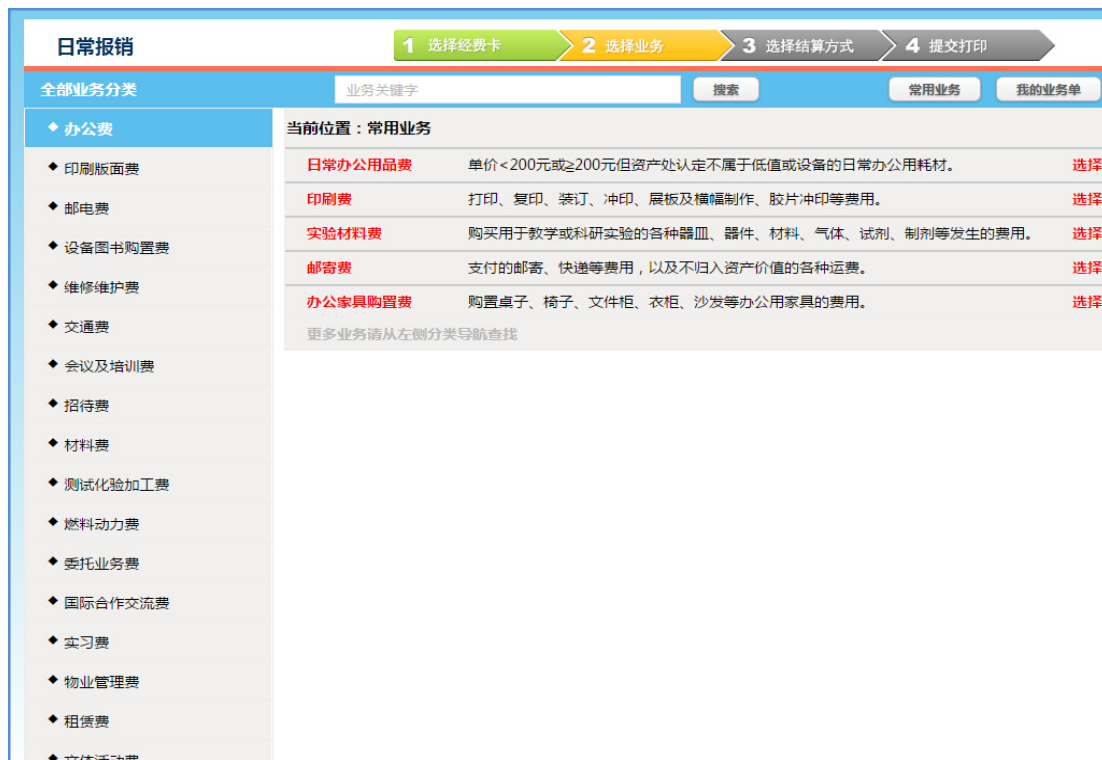 日常报销
1 选择经费卡
2 选择业务
3 选择结算方式
4 提交打印
全部业务分类
业务关键字
搜索
常用业务
我的业务单
办公费
印刷版面费
邮电费
设备图书购置费
维修维护费
交通费
会议及培训费
招待费
材料费
测试化验加工费
燃料动力费
委托业务费
国际合作交流费
实习费
物业管理费
租赁费
文体活动费
当前位置：常用业务
日常办公用品费 单价<200元或≥200元但资产处认定不属于低值或设备的日常办公用耗材。 选择
印刷费 打印、复印、装订、冲印、展板及横幅制作、胶片冲印等费用。 选择
实验材料费 购买用于教学或科研实验的各种器皿、器件、材料、气体、试剂、制剂等发生的费用。 选择
邮寄费 支付的邮寄、快递等费用，以及不归入资产价值的各种运费。 选择
办公家具购置费 购置桌子、椅子、文件柜、衣柜、沙发等办公用家具的费用。 选择
更多业务请从左侧分类导航查找